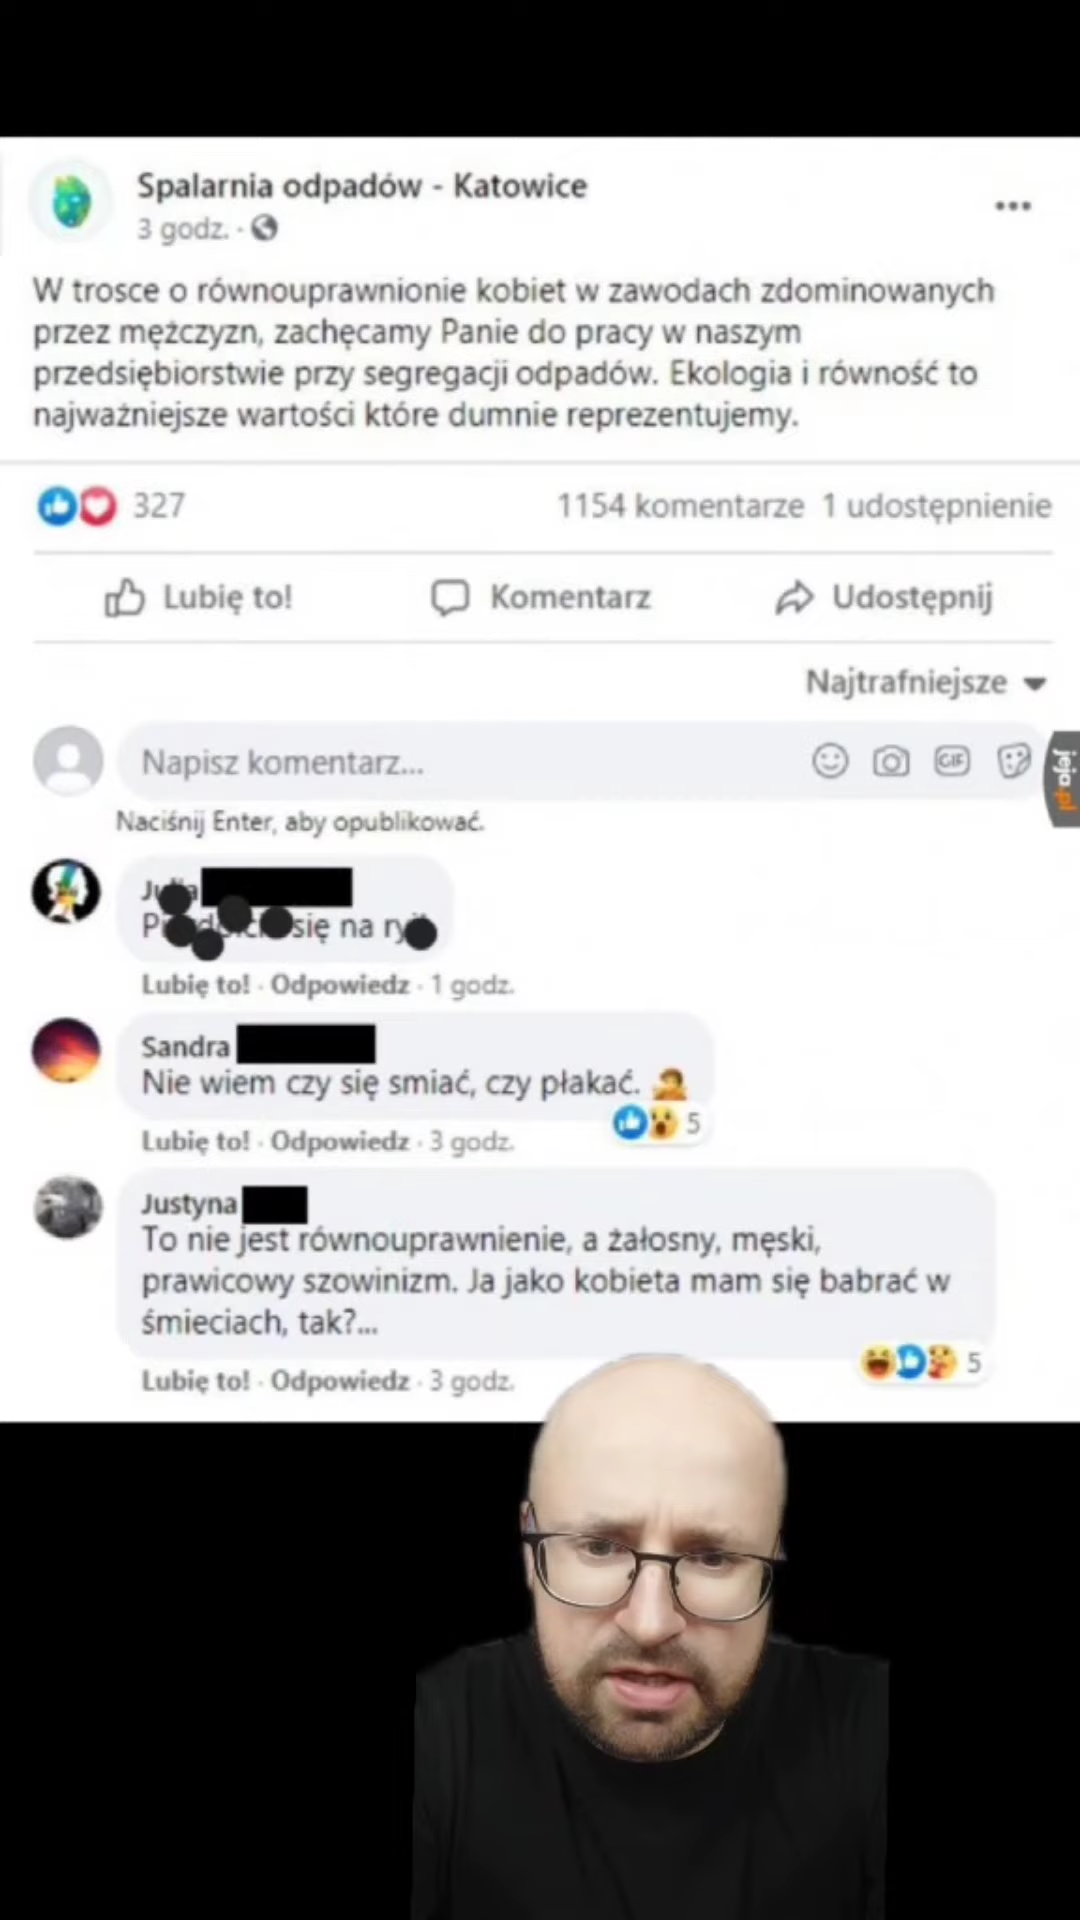 Spalarnia odpadów - Katowice
3 godz. ·
W trosce o równouprawnionie kobiet w zawodach zdominowanych
przez mężczyzn, zachęcamy Panie do pracy w naszym
przedsiębiorstwie przy segregacji odpadów. Ekologia i równość to
najważniejsze wartości które dumnie reprezentujemy.
327
1154 komentarze 1 udostępnienie
Lubię to! Komentarz Udostępnij
Najtrafniejsze
Napisz komentarz...
GIF
jeja.pl
Naciśnij Enter, aby opublikować.
się na
Lubię to! · Odpowiedz · 1 godz.
Sandra
Nie wiem czy się smiać, czy płakać.
5
Lubię to! · Odpowiedz · 3 godz.
Justyna
To nie jest równouprawnienie, a żałosny, męski,
prawicowy szowinizm. Ja jako kobieta mam się babrać w
śmieciach, tak?...
5
Lubię to! · Odpowiedz · 3 godz.